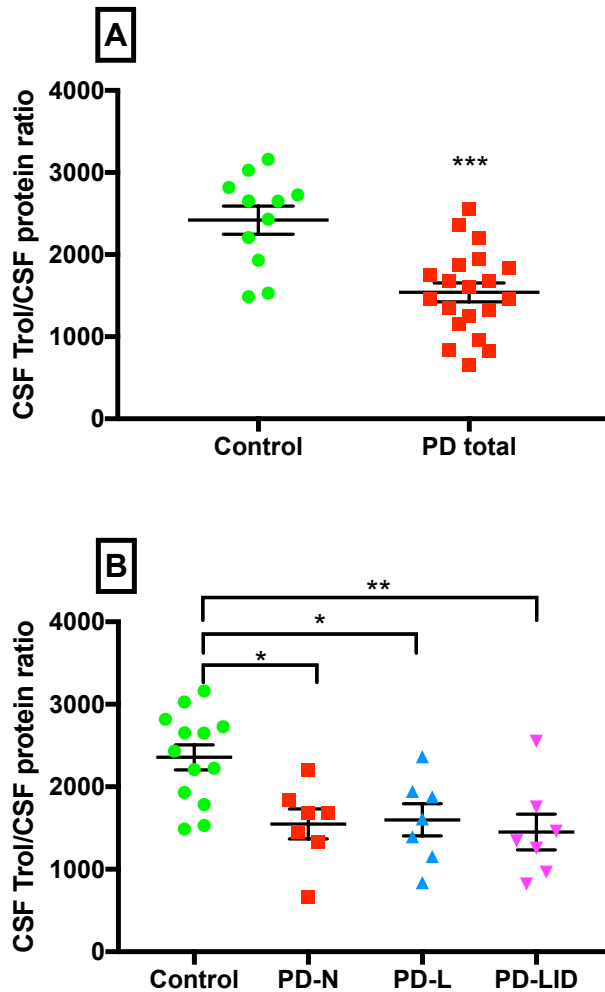 A
CSF Trol/CSF protein ratio
4000
3000
2000
1000
0
***
Control
PD total
B
CSF Trol/CSF protein ratio
4000
3000
2000
1000
0
**
*
*
Control
PD-N
PD-L
PD-LID